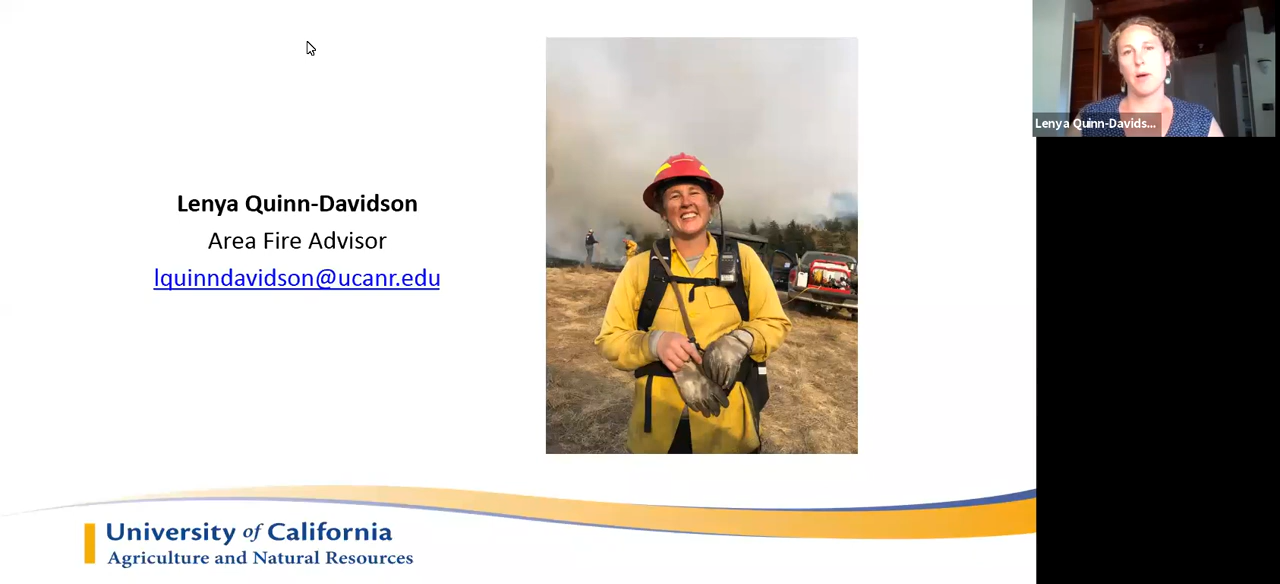 Lenya Quinn-Davidson
Area Fire Advisor
lquinndavidson@ucanr.edu
University of California
Agriculture and Natural Resources
Lenya Quinn-Davids...